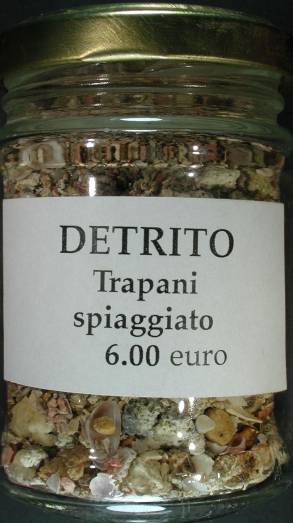 DETRITO
Trapani
spiaggiato
6.00 euro